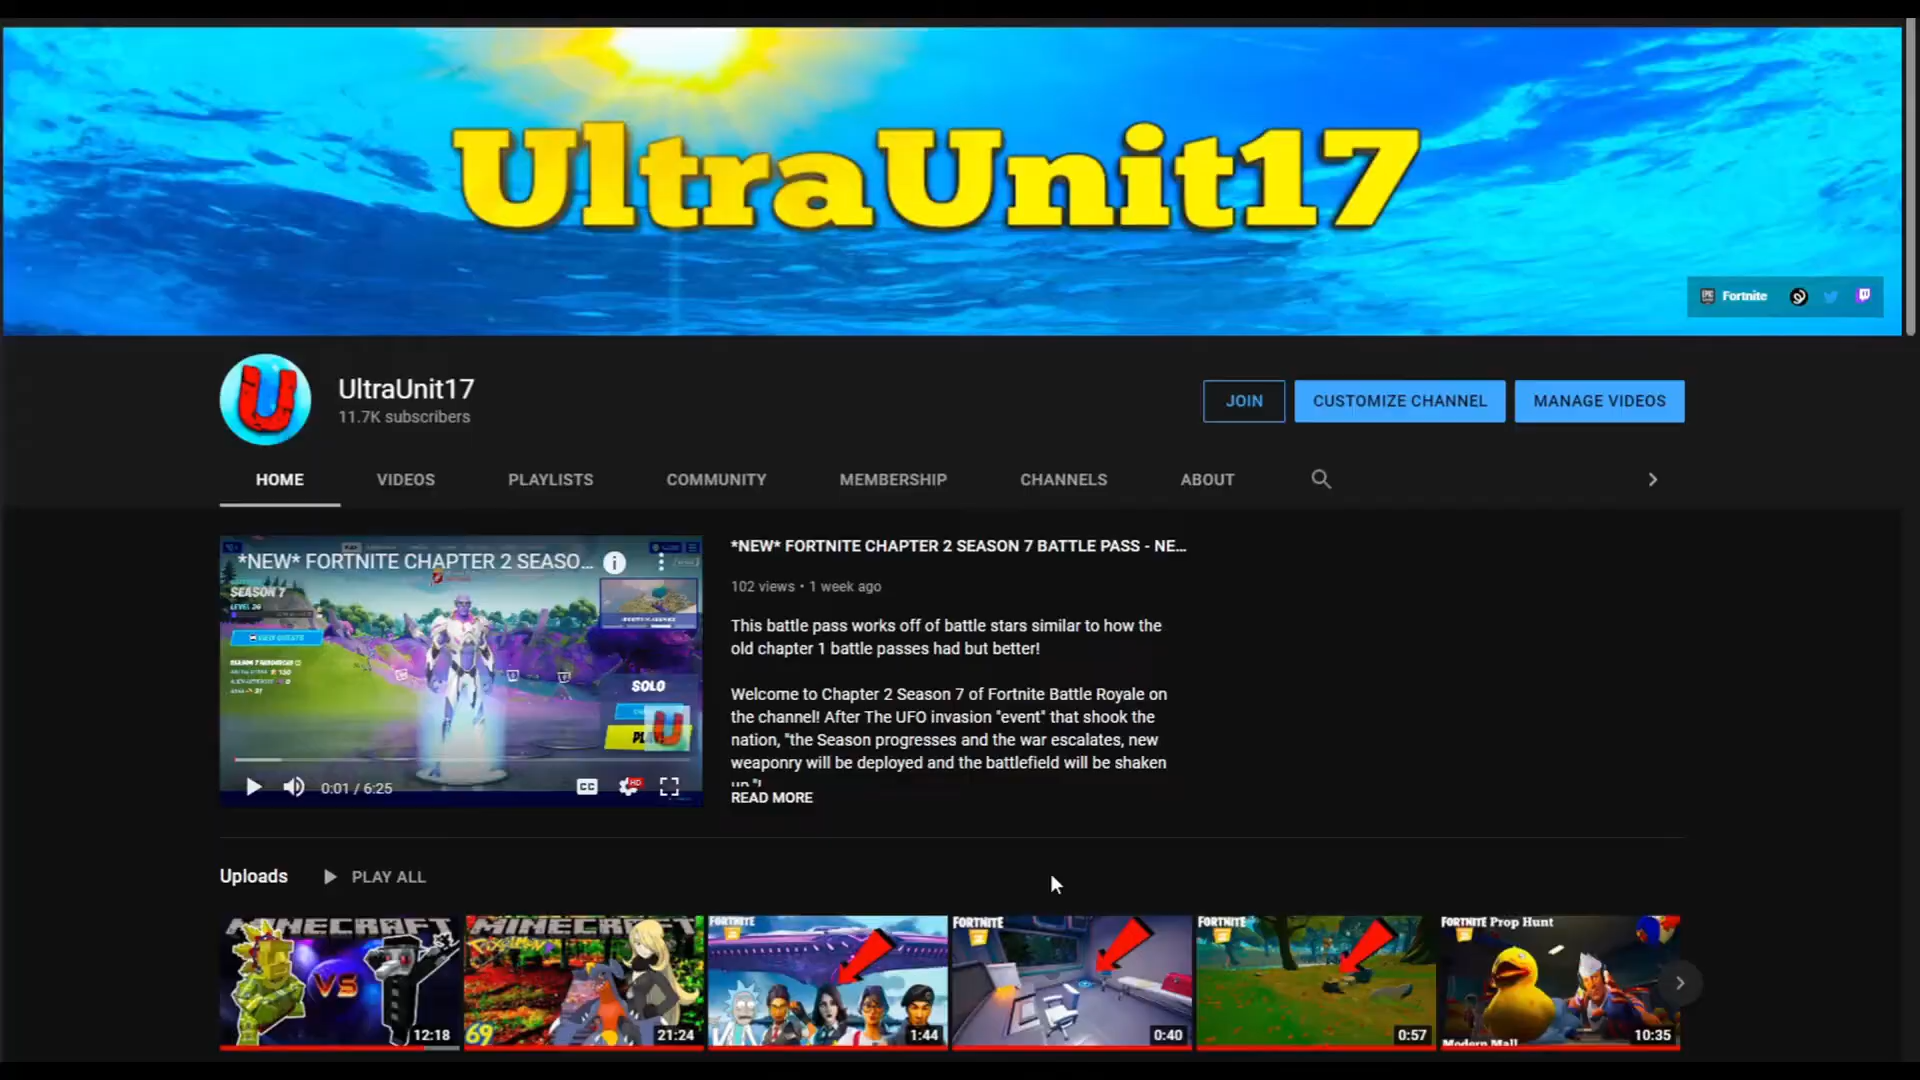 UltraUnit17
Fortnite
UltraUnit17
11.7K subscribers
JOIN
CUSTOMIZE CHANNEL
MANAGE VIDEOS
HOME
VIDEOS
PLAYLISTS
COMMUNITY
MEMBERSHIP
CHANNELS
ABOUT
*NEW* FORTNITE CHAPTER 2 SEASO...
SEASON 7
SOLO
0:01 / 6:25
CC
HD
*NEW* FORTNITE CHAPTER 2 SEASON 7 BATTLE PASS - NE...
102 views • 1 week ago
This battle pass works off of battle stars similar to how the
old chapter 1 battle passes had but better!
Welcome to Chapter 2 Season 7 of Fortnite Battle Royale on
the channel! After The UFO invasion "event" that shook the
nation, "the Season progresses and the war escalates, new
weaponry will be deployed and the battlefield will be shaken
up."!
READ MORE
Uploads
PLAY ALL
MINECRAFT
VS
12:18
MINECRAFT
69
21:24
FORTNITE
1:44
FORTNITE
0:40
FORTNITE
0:57
FORTNITE Prop Hunt
Modern Mall
10:35